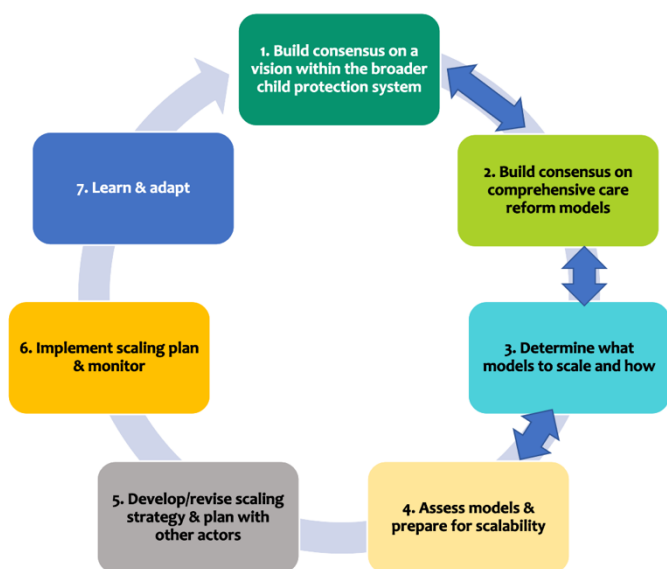 1. Build consensus on a
vision within the broader
child protection system
2. Build consensus on
comprehensive care
reform models
3. Determine what
models to scale and how
4. Assess models &
prepare for scalability
5. Develop/revise scaling
strategy & plan with
other actors
6. Implement scaling plan
& monitor
7. Learn & adapt